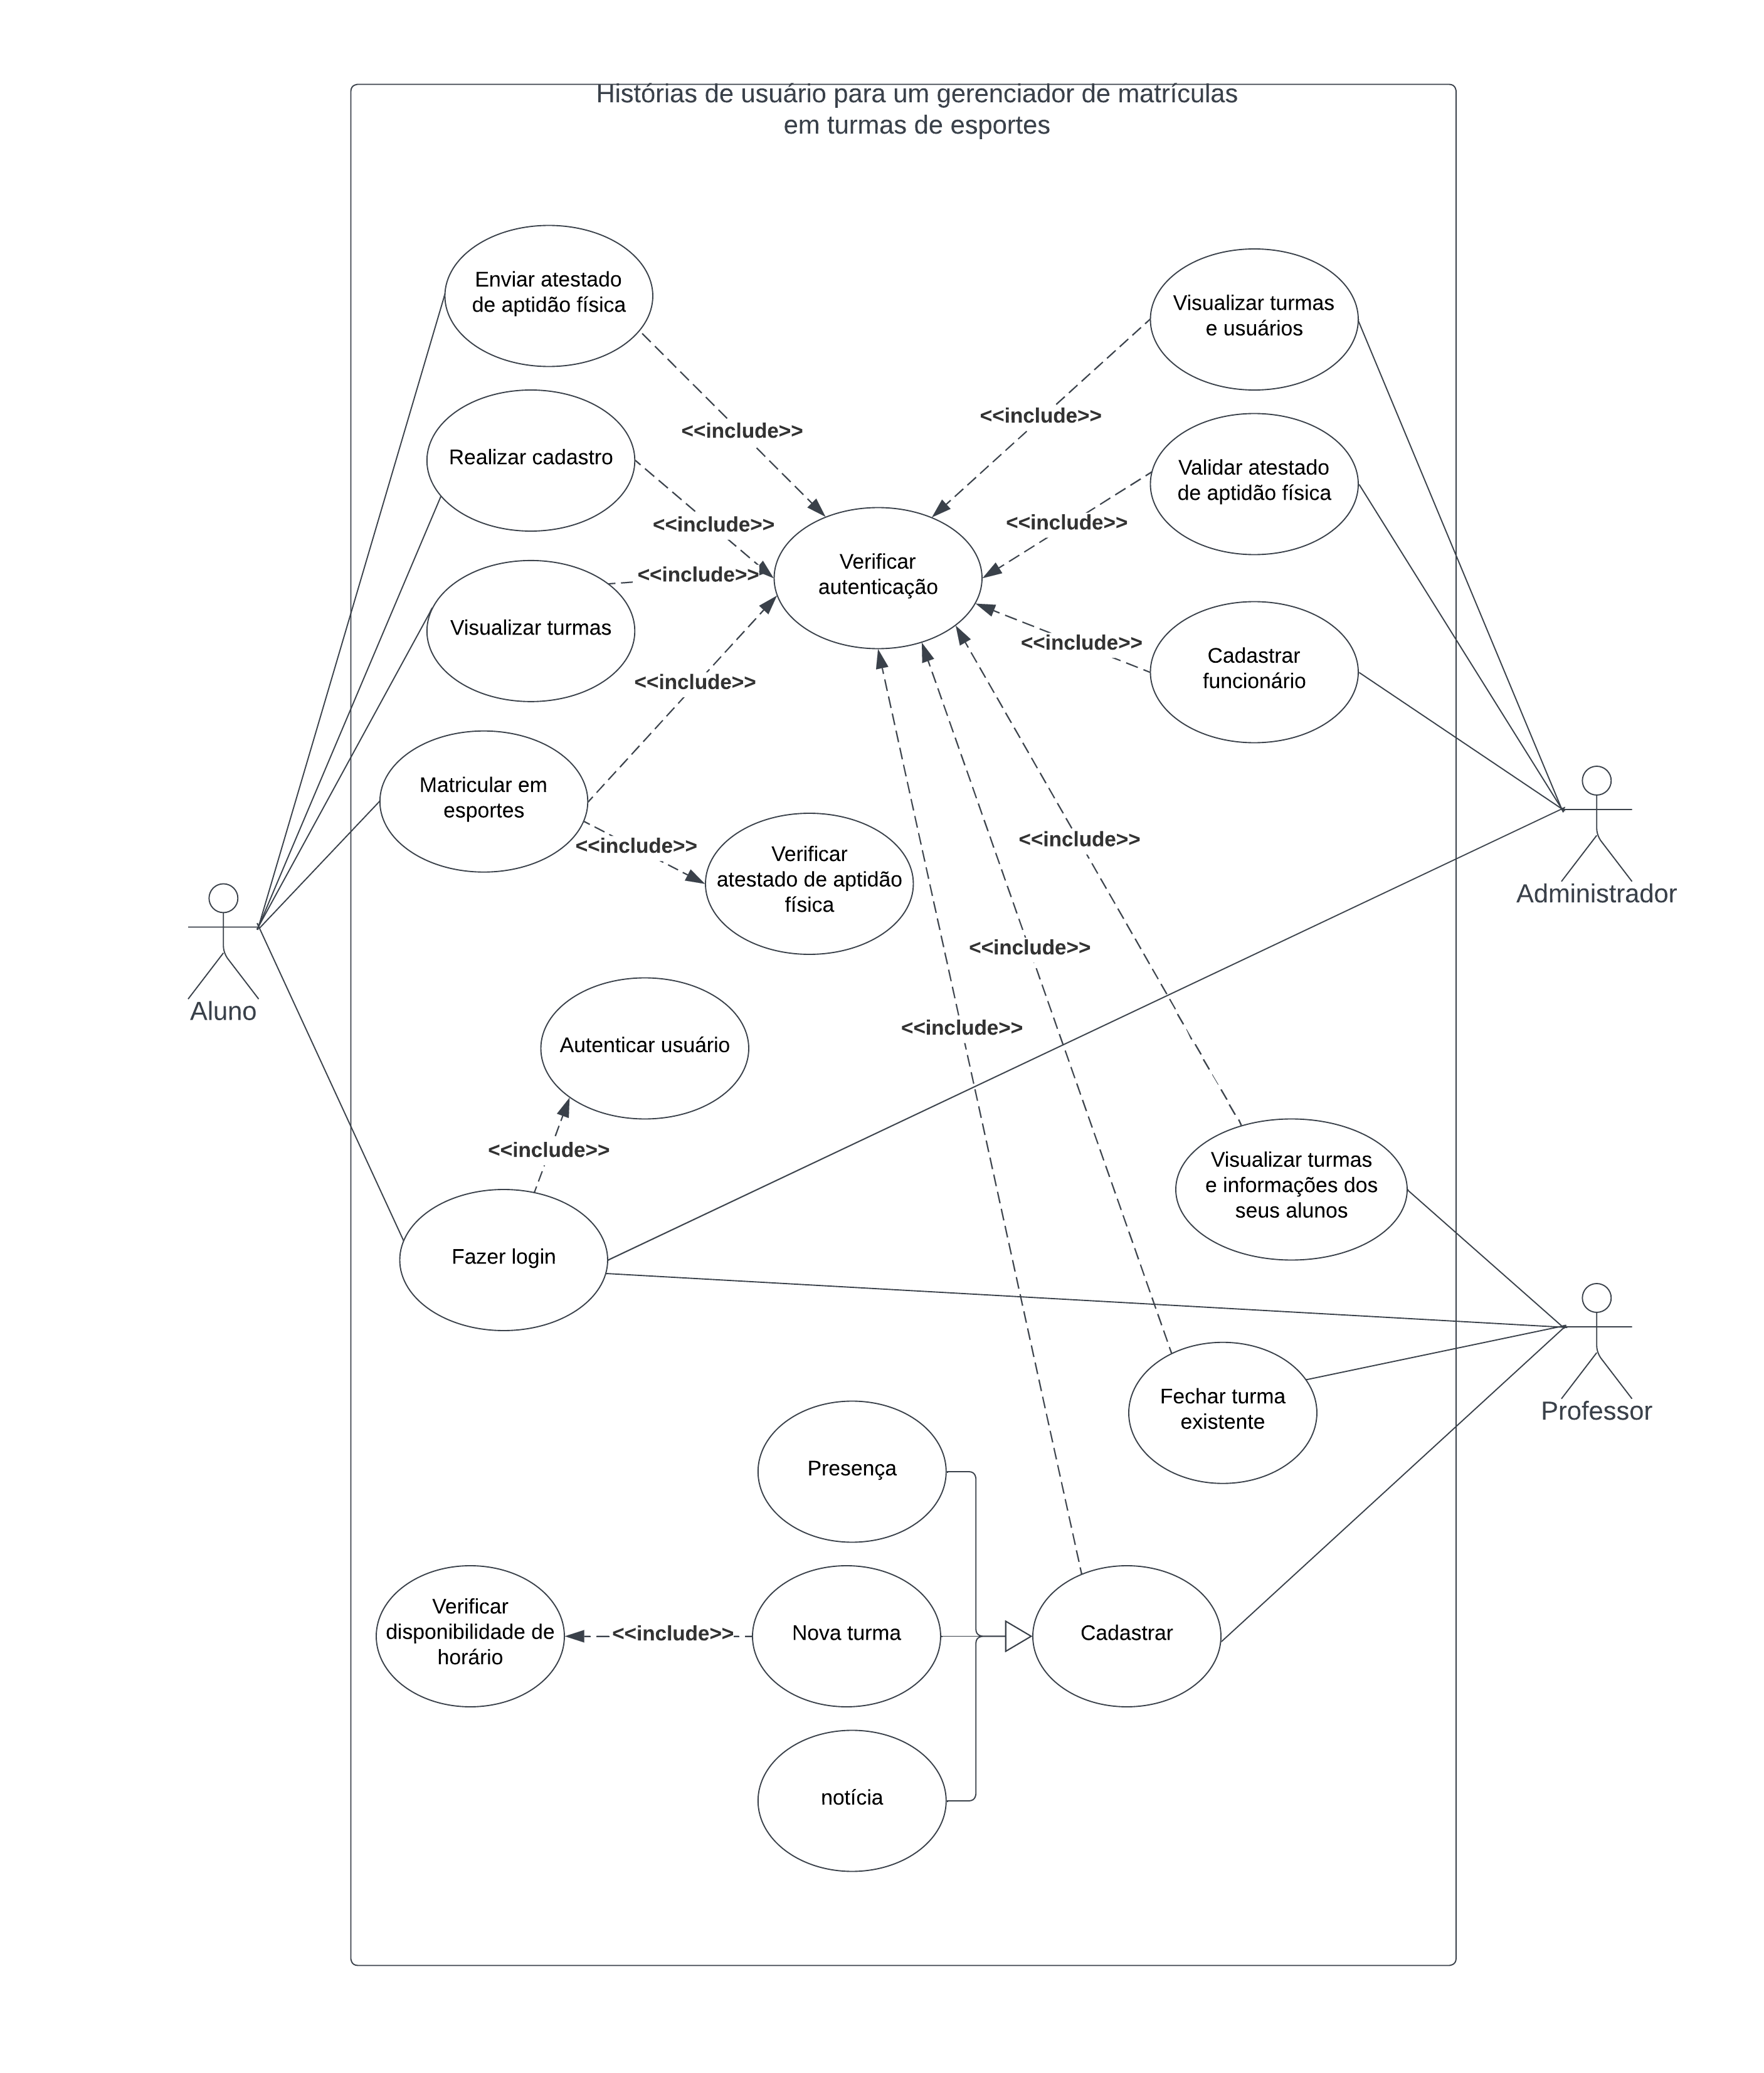 Histórias de usuário para um gerenciador de matrículas
em turmas de esportes
Enviar atestado
de aptidão física
Visualizar turmas
e usuários
<<include>>
<<include>>
Realizar cadastro
Validar atestado
de aptidão física
<<include>>
<<include>>
Verificar
autenticação
<<include>>
Visualizar turmas
<<include>>
Cadastrar
funcionário
<<include>>
Matricular em
esportes
<<include>>
<<include>>
Verificar
atestado de aptidão
física
Administrador
<<include>>
Aluno
<<include>>
Autenticar usuário
<<include>>
Visualizar turmas
e informações dos
seus alunos
Fazer login
Fechar turma
existente
Professor
Presença
Verificar
disponibilidade de
horário
<<include>>
Nova turma
Cadastrar
notícia